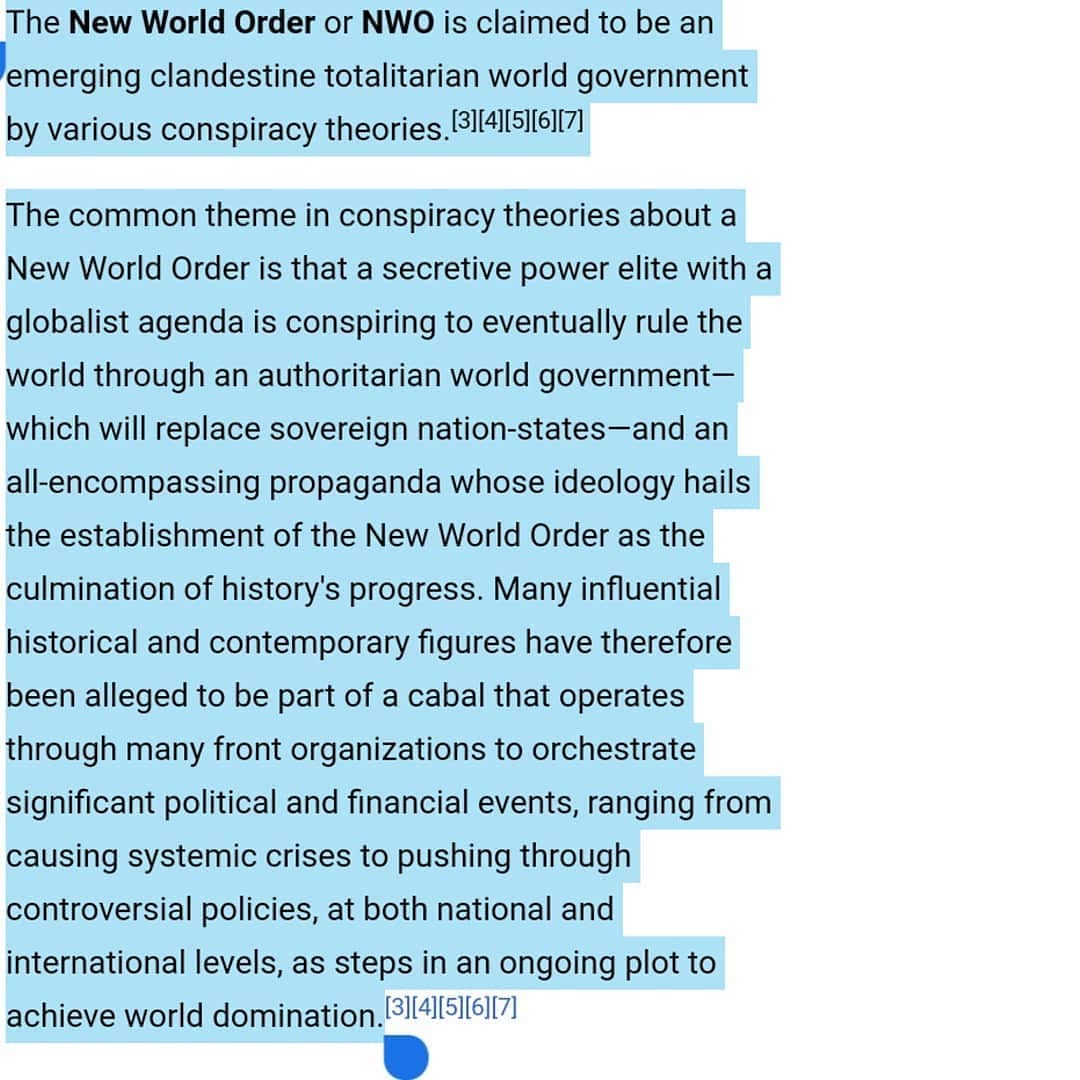 The New World Order or NWO is claimed to be an
emerging clandestine totalitarian world government
by various conspiracy theories.[3][4][5][6][7]
The common theme in conspiracy theories about a
New World Order is that a secretive power elite with a
globalist agenda is conspiring to eventually rule the
world through an authoritarian world government—
which will replace sovereign nation-states—and an
all-encompassing propaganda whose ideology hails
the establishment of the New World Order as the
culmination of history's progress. Many influential
historical and contemporary figures have therefore
been alleged to be part of a cabal that operates
through many front organizations to orchestrate
significant political and financial events, ranging from
causing systemic crises to pushing through
controversial policies, at both national and
international levels, as steps in an ongoing plot to
achieve world domination.[3][4][5][6][7]